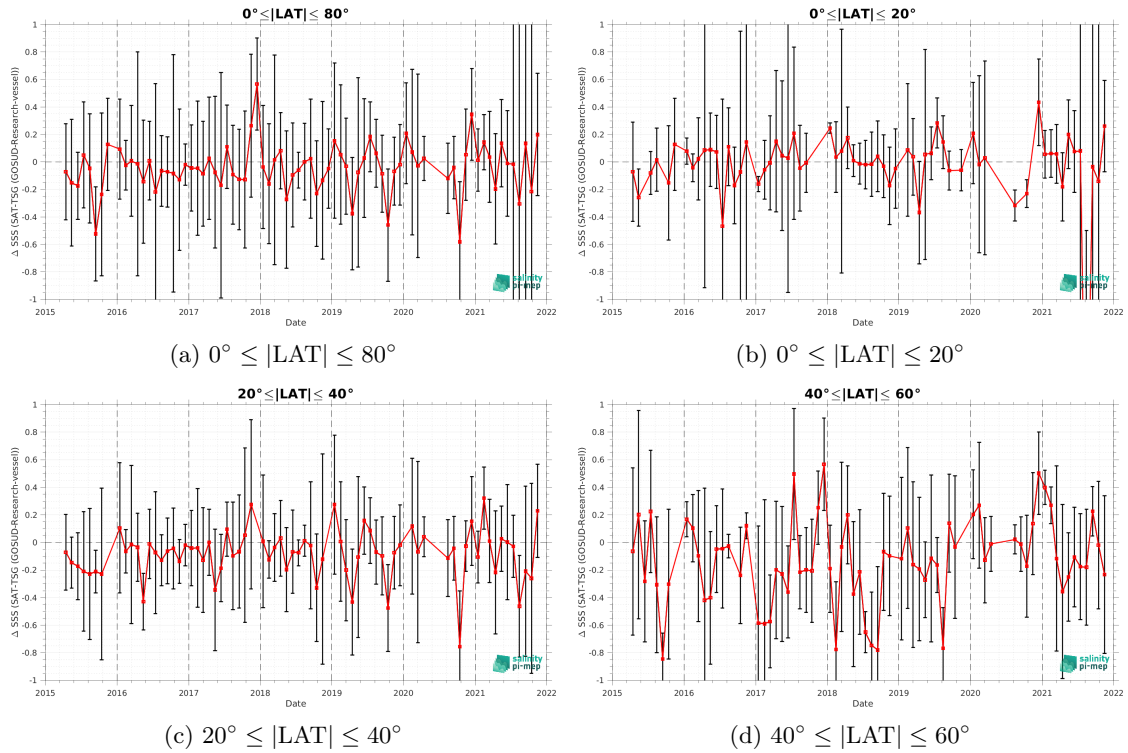 0°≤|LAT|≤ 80°
Δ SSS (SAT-TSG (GOSUD-Research-vessel))
1
0.8
0.6
0.4
0.2
0
-0.2
-0.4
-0.6
-0.8
-1
2015 2016 2017 2018 2019 2020 2021 2022
Date
salinity
pi-mep
(a) 0° ≤ |LAT| ≤ 80°
0°≤|LAT|≤ 20°
Δ SSS (SAT-TSG (GOSUD-Research-vessel))
1
0.8
0.6
0.4
0.2
0
-0.2
-0.4
-0.6
-0.8
-1
2015 2016 2017 2018 2019 2020 2021 2022
Date
salinity
pi-mep
(b) 0° ≤ |LAT| ≤ 20°
20°≤|LAT|≤ 40°
Δ SSS (SAT-TSG (GOSUD-Research-vessel))
1
0.8
0.6
0.4
0.2
0
-0.2
-0.4
-0.6
-0.8
-1
2015 2016 2017 2018 2019 2020 2021 2022
Date
salinity
pi-mep
(c) 20° ≤ |LAT| ≤ 40°
40°≤|LAT|≤ 60°
Δ SSS (SAT-TSG (GOSUD-Research-vessel))
1
0.8
0.6
0.4
0.2
0
-0.2
-0.4
-0.6
-0.8
-1
2015 2016 2017 2018 2019 2020 2021 2022
Date
salinity
pi-mep
(d) 40° ≤ |LAT| ≤ 60°